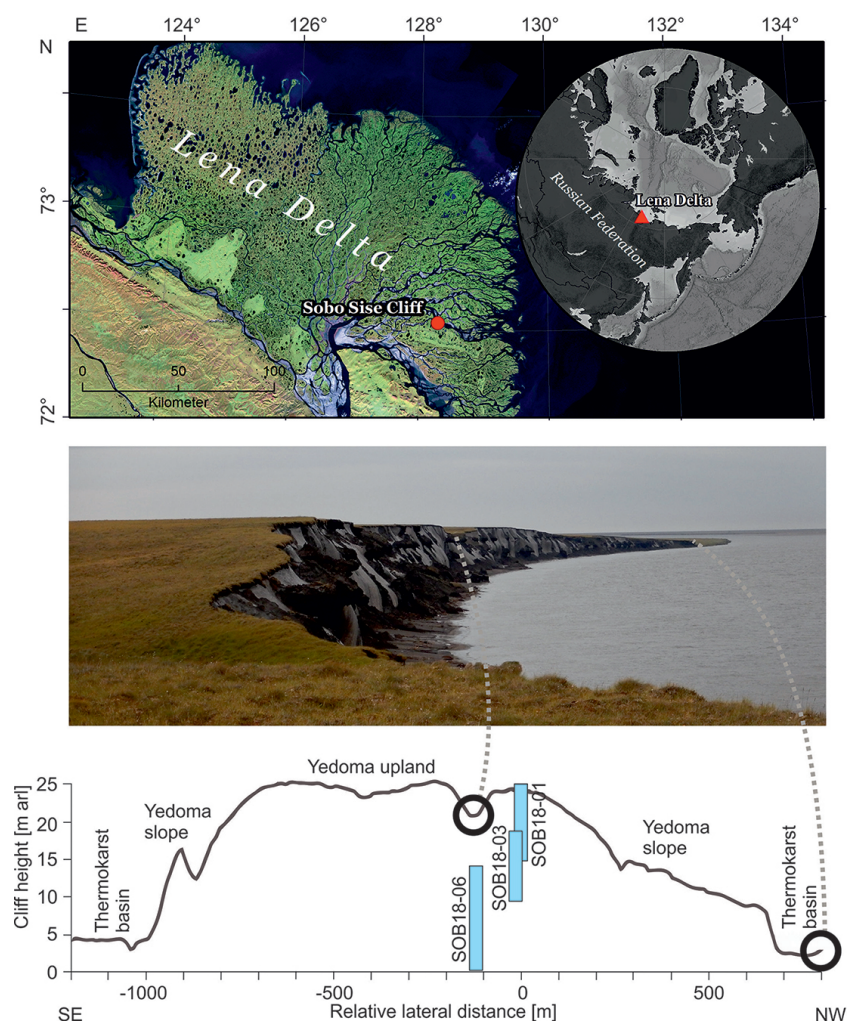 E 124° 126° 128° 130° 132° 134°
N
73°
72°
Lena Delta
Sobo Sise Cliff
0 50 100
Kilometer
Russian Federation
Lena Delta
Cliff height [m arl]
25
20
15
10
5
0
Thermokarst
basin
Yedoma
slope
Yedoma upland
SOB18-06
SOB18-03
SOB18-01
Yedoma
slope
Thermokarst
basin
-1000 -500 0 500
SE Relative lateral distance [m] NW